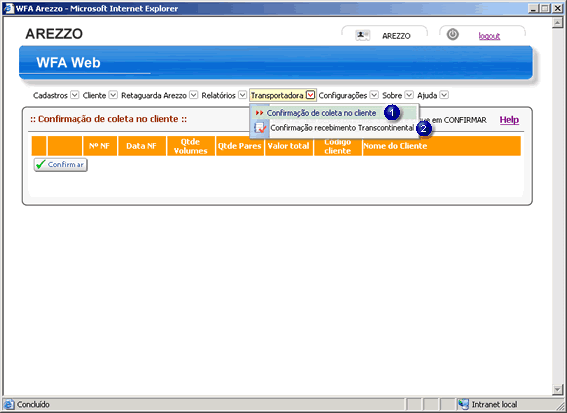 WFA Arezzo - Microsoft Internet Explorer
AREZZO
AREZZO
logout
WFA Web
Cadastros Cliente Retaguarda Arezzo Relatórios Transportadora Configurações Sobre Ajuda
Confirmação de coleta no cliente 1
Confirmação recebimento Transcontinental 2
:: Confirmação de coleta no cliente ::
em CONFIRMAR
Help
Nº NF
Data NF
Qtde Volumes
Qtde Pares
Valor total
Código cliente
Nome do Cliente
Confirmar
Concluído
Intranet local